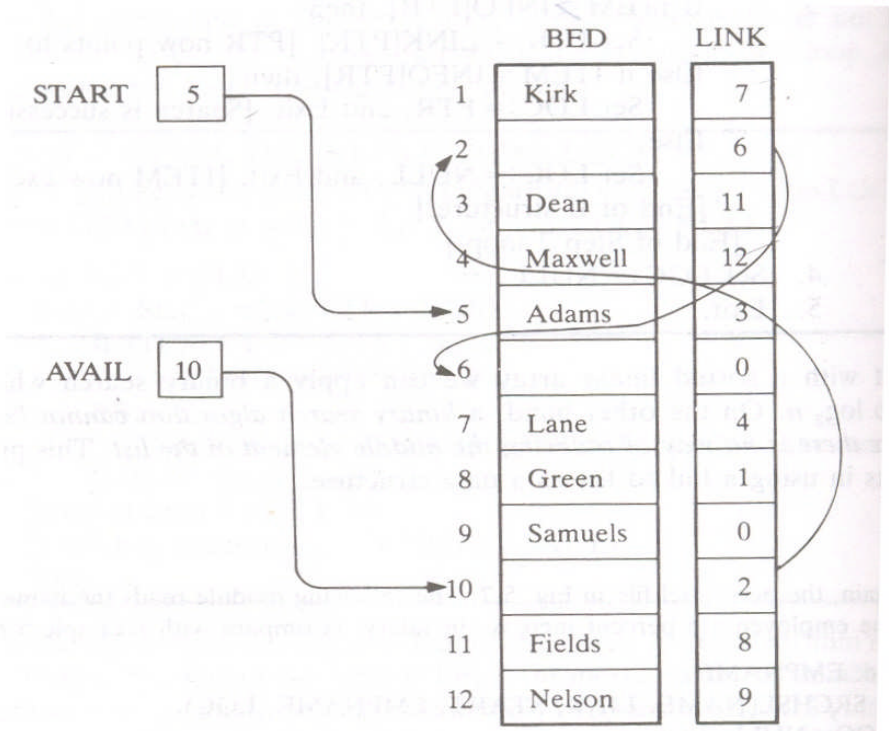 BED LINK
START 5
1 Kirk 7
2 6
3 Dean 11
4 Maxwell 12
5 Adams 3
AVAIL 10
6 0
7 Lane 4
8 Green 1
9 Samuels 0
10 2
11 Fields 8
12 Nelson 9